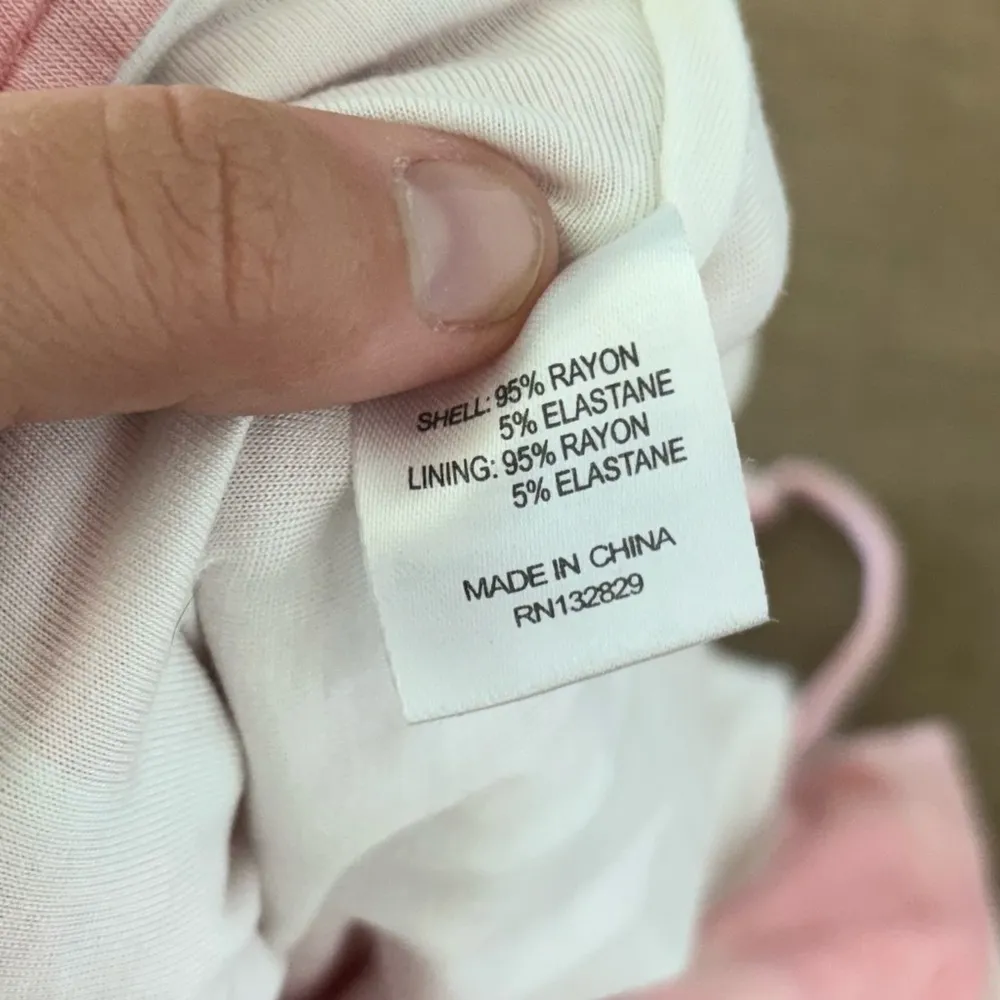 SHELL: 95% RAYON
5% ELASTANE
LINING: 95% RAYON
5% ELASTANE
MADE IN CHINA
RN132829